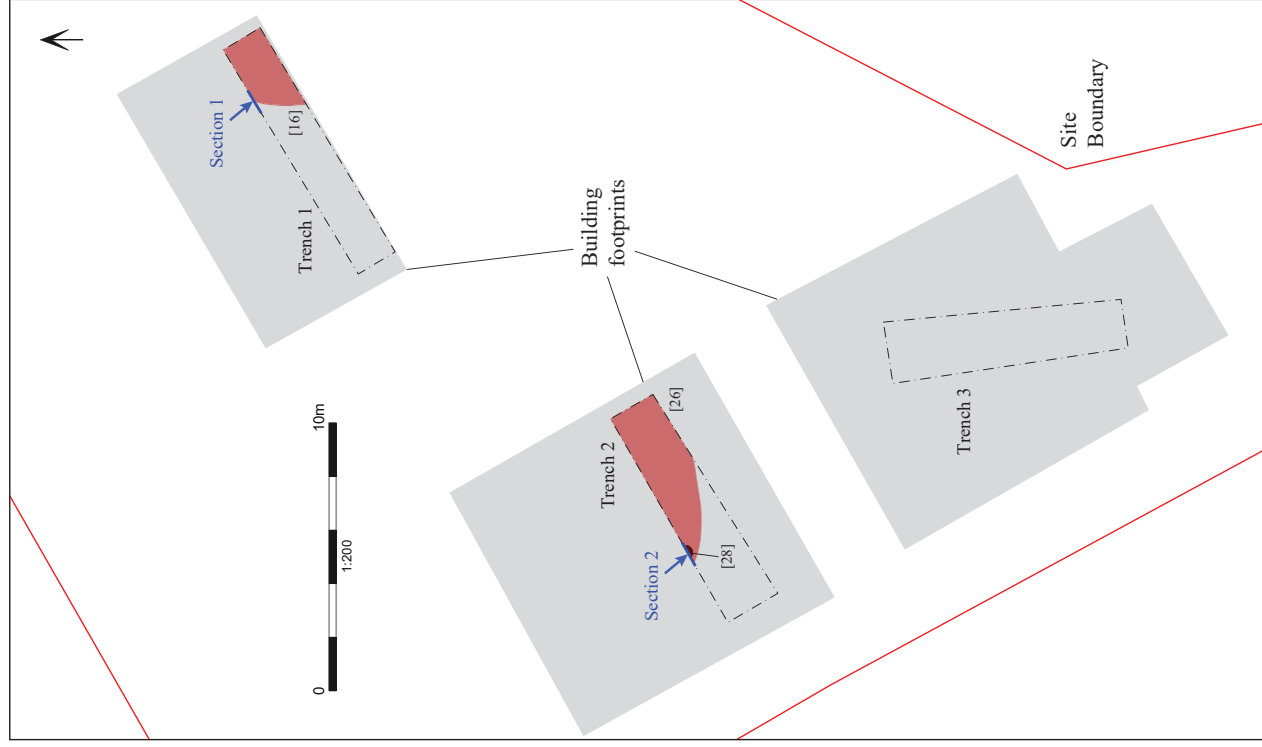 Section 1
[16]
Trench 1
Building
footprints
Site
Boundary
10m
1:200
0
Trench 2
[26]
Section 2
[28]
Trench 3